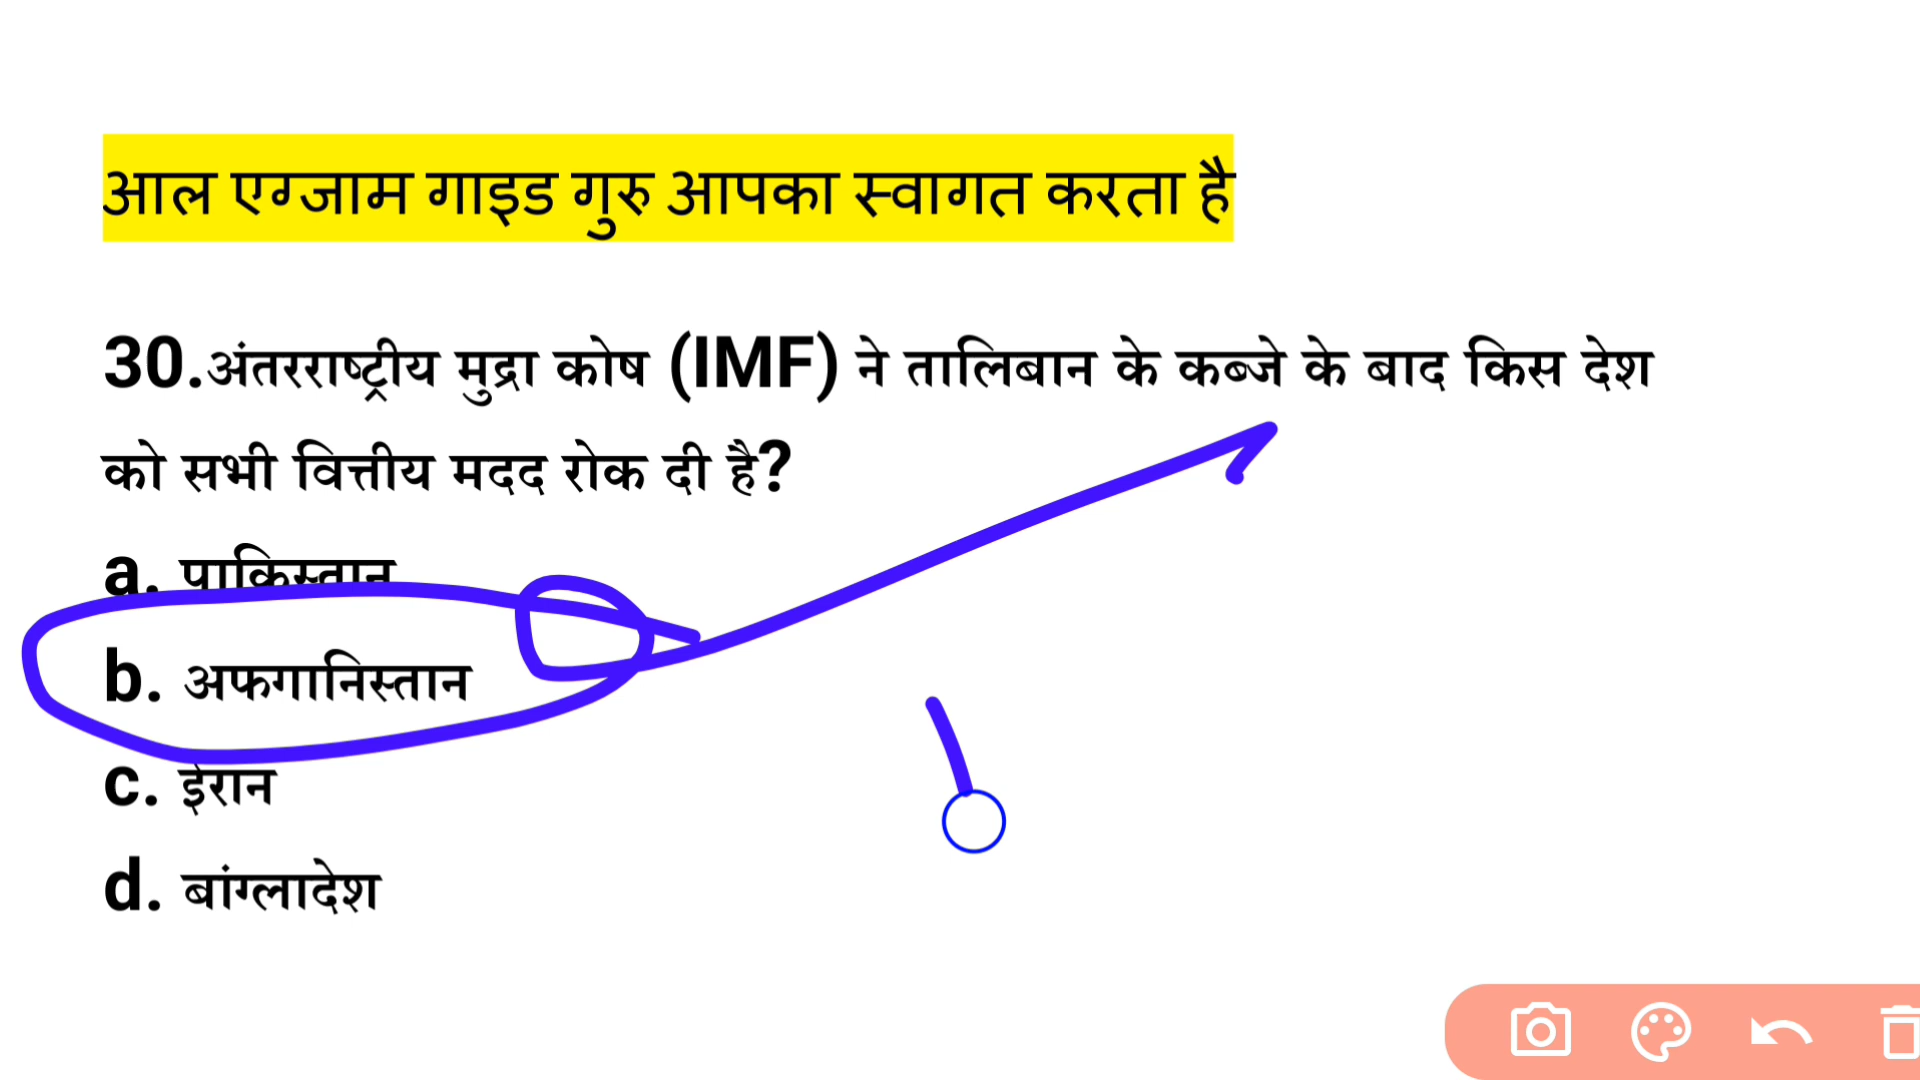 आल एग्जाम गाइड गुरु आपका स्वागत करता है
30.अंतरराष्ट्रीय मुद्रा कोष (IMF) ने तालिबान के कब्जे के बाद किस देश
को सभी वित्तीय मदद रोक दी है?
a. पाकिस्तान
b. अफगानिस्तान
c. ईरान
d. बांग्लादेश